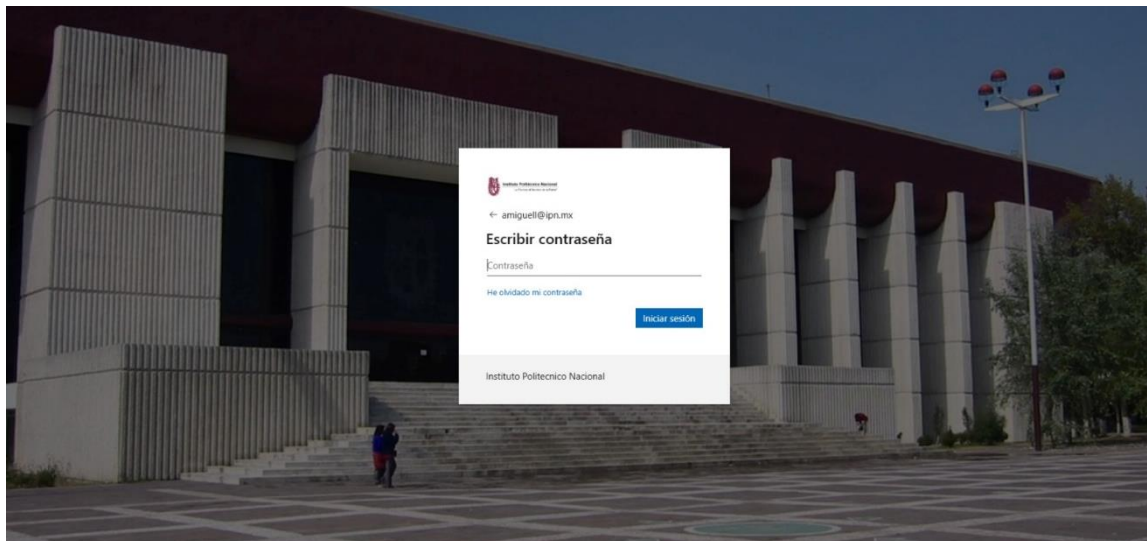 Instituto Politécnico Nacional
← amiguell@ipn.mx
Escribir contraseña
Contraseña
He olvidado mi contraseña
Iniciar sesión
Instituto Politecnico Nacional